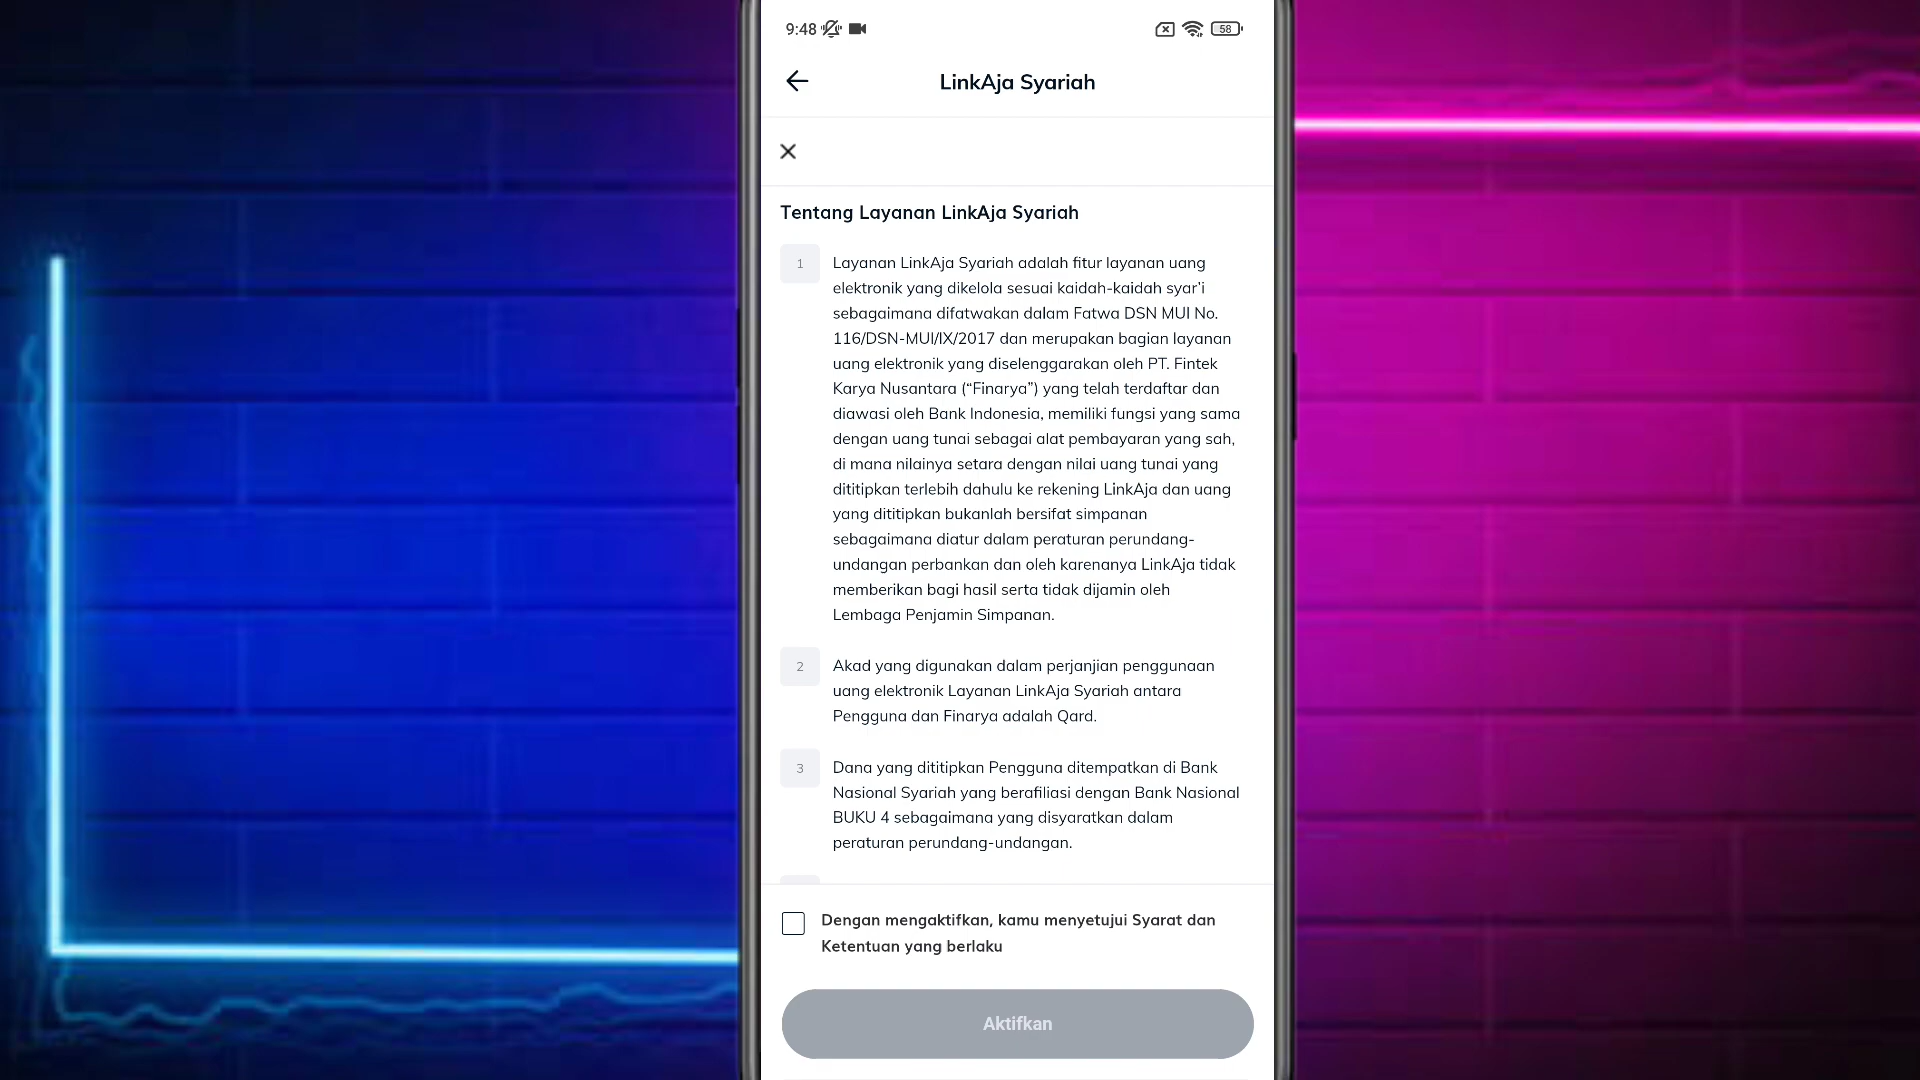 9:48
58
LinkAja Syariah
Tentang Layanan LinkAja Syariah
1
Layanan LinkAja Syariah adalah fitur layanan uang
elektronik yang dikelola sesuai kaidah-kaidah syar’i
sebagaimana difatwakan dalam Fatwa DSN MUI No.
116/DSN-MUI/IX/2017 dan merupakan bagian layanan
uang elektronik yang diselenggarakan oleh PT. Fintek
Karya Nusantara (“Finarya”) yang telah terdaftar dan
diawasi oleh Bank Indonesia, memiliki fungsi yang sama
dengan uang tunai sebagai alat pembayaran yang sah,
di mana nilainya setara dengan nilai uang tunai yang
dititipkan terlebih dahulu ke rekening LinkAja dan uang
yang dititipkan bukanlah bersifat simpanan
sebagaimana diatur dalam peraturan perundang-
undangan perbankan dan oleh karenanya LinkAja tidak
memberikan bagi hasil serta tidak dijamin oleh
Lembaga Penjamin Simpanan.
2
Akad yang digunakan dalam perjanjian penggunaan
uang elektronik Layanan LinkAja Syariah antara
Pengguna dan Finarya adalah Qard.
3
Dana yang dititipkan Pengguna ditempatkan di Bank
Nasional Syariah yang berafiliasi dengan Bank Nasional
BUKU 4 sebagaimana yang disyaratkan dalam
peraturan perundang-undangan.
Dengan mengaktifkan, kamu menyetujui Syarat dan
Ketentuan yang berlaku
Aktifkan